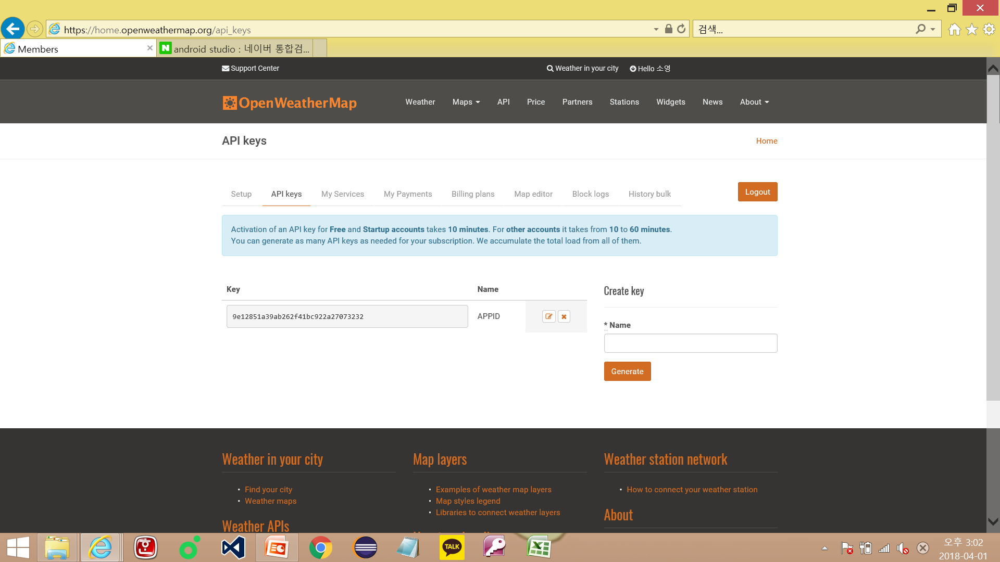 https://home.openweathermap.org/api_keys
검색...
Members
android studio : 네이버 통합검...
Support Center
Weather in your city
Hello 소영
OpenWeatherMap
Weather
Maps
API
Price
Partners
Stations
Widgets
News
About
API keys
Home
Setup
API keys
My Services
My Payments
Billing plans
Map editor
Block logs
History bulk
Logout
Activation of an API key for Free and Startup accounts takes 10 minutes. For other accounts it takes from 10 to 60 minutes.
You can generate as many API keys as needed for your subscription. We accumulate the total load from all of them.
Key
Name
Create key
9e12851a39ab262f41bc922a27073232
APPID
* Name
Generate
Weather in your city
Map layers
Weather station network
Find your city
Weather maps
Examples of weather map layers
Map styles legend
Libraries to connect weather layers
How to connect your weather station
Weather APIs
About
TALK
오후 3:02
2018-04-01